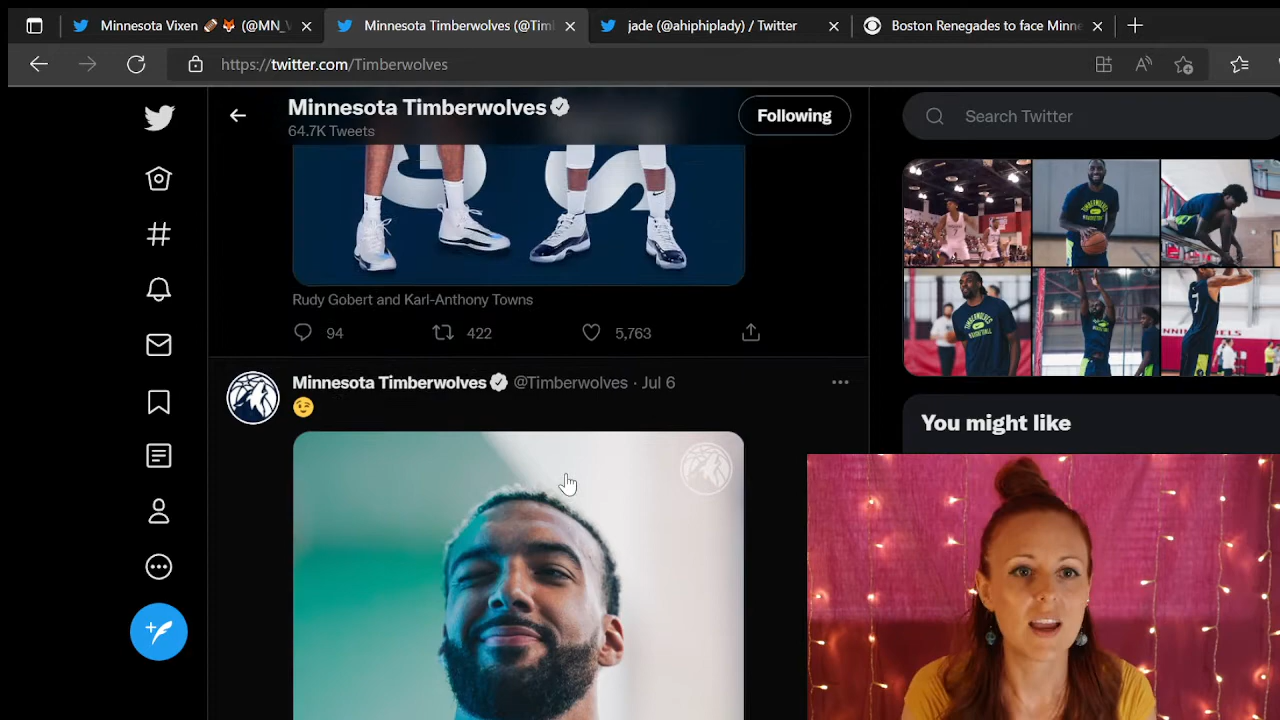 Minnesota Vixen 🏈 🦊 (@MN_V
Minnesota Timberwolves (@Tim
jade (@ahiphiplady) / Twitter
Boston Renegades to face Minne
https://twitter.com/Timberwolves
Minnesota Timberwolves
64.7K Tweets
Following
Search Twitter
Rudy Gobert and Karl-Anthony Towns
94 422 5,763
Minnesota Timberwolves @Timberwolves · Jul 6
😉
You might like